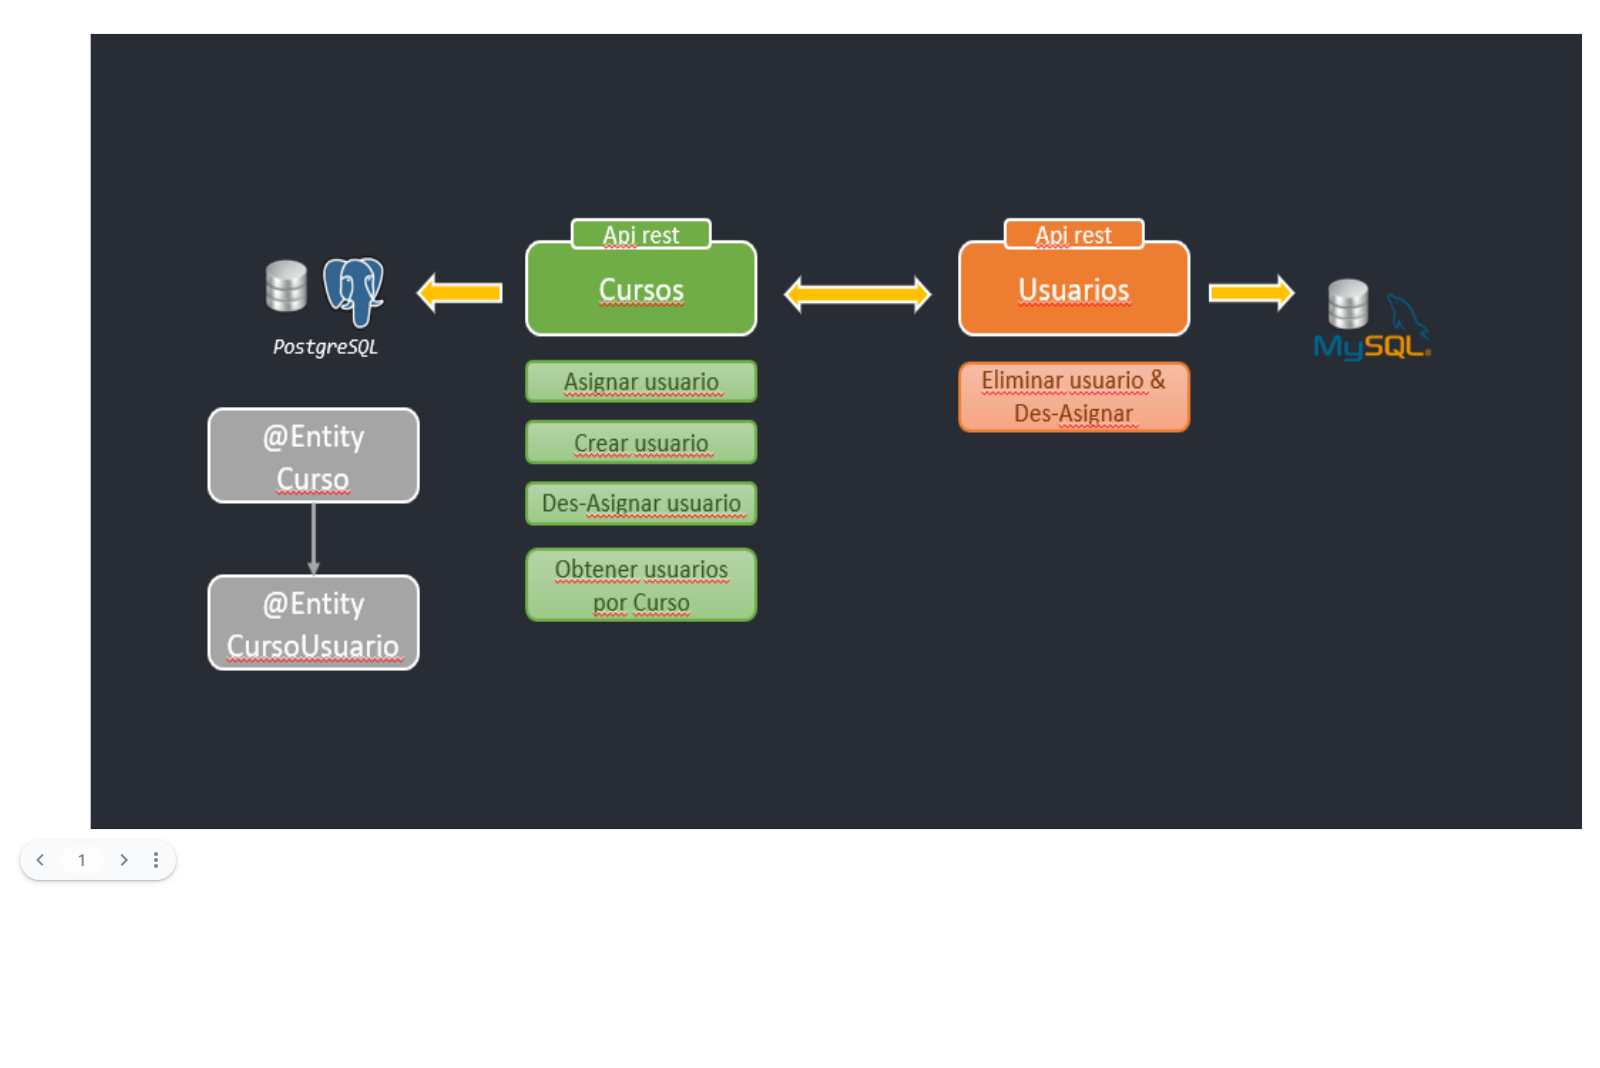 Api rest
Cursos
Api rest
Usuarios
PostgreSQL
MySQL®
Asignar usuario
Crear usuario
Des-Asignar usuario
Obtener usuarios
por Curso
Eliminar usuario &
Des-Asignar
@Entity
Curso
@Entity
CursoUsuario
1